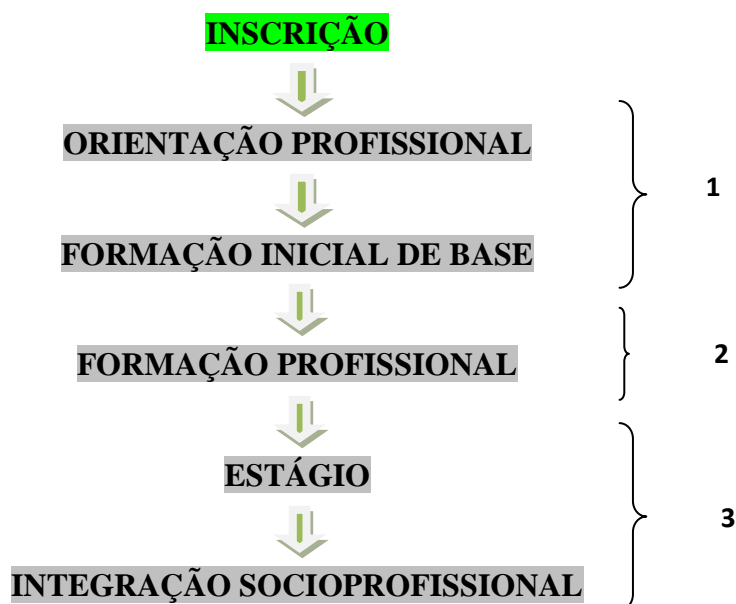 INSCRIÇÃO
ORIENTAÇÃO PROFISSIONAL
1
FORMAÇÃO INICIAL DE BASE
FORMAÇÃO PROFISSIONAL
2
ESTÁGIO
3
INTEGRAÇÃO SOCIOPROFISSIONAL